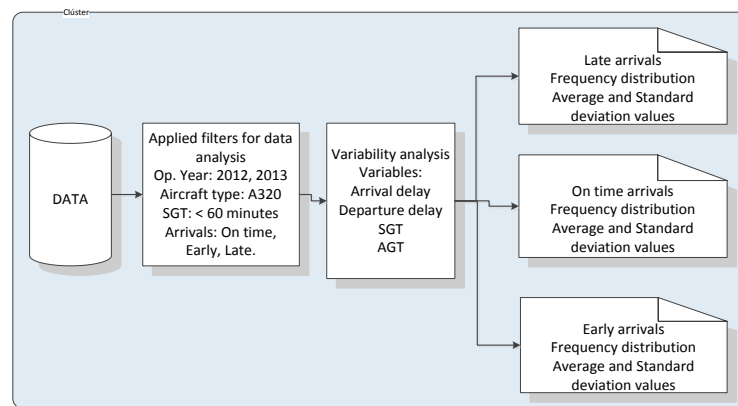 Clúster
DATA
Applied filters for data
analysis
Op. Year: 2012, 2013
Aircraft type: A320
SGT: < 60 minutes
Arrivals: On time,
Early, Late.
Variability analysis
Variables:
Arrival delay
Departure delay
SGT
AGT
Late arrivals
Frequency distribution
Average and Standard
deviation values
On time arrivals
Frequency distribution
Average and Standard
deviation values
Early arrivals
Frequency distribution
Average and Standard
deviation values